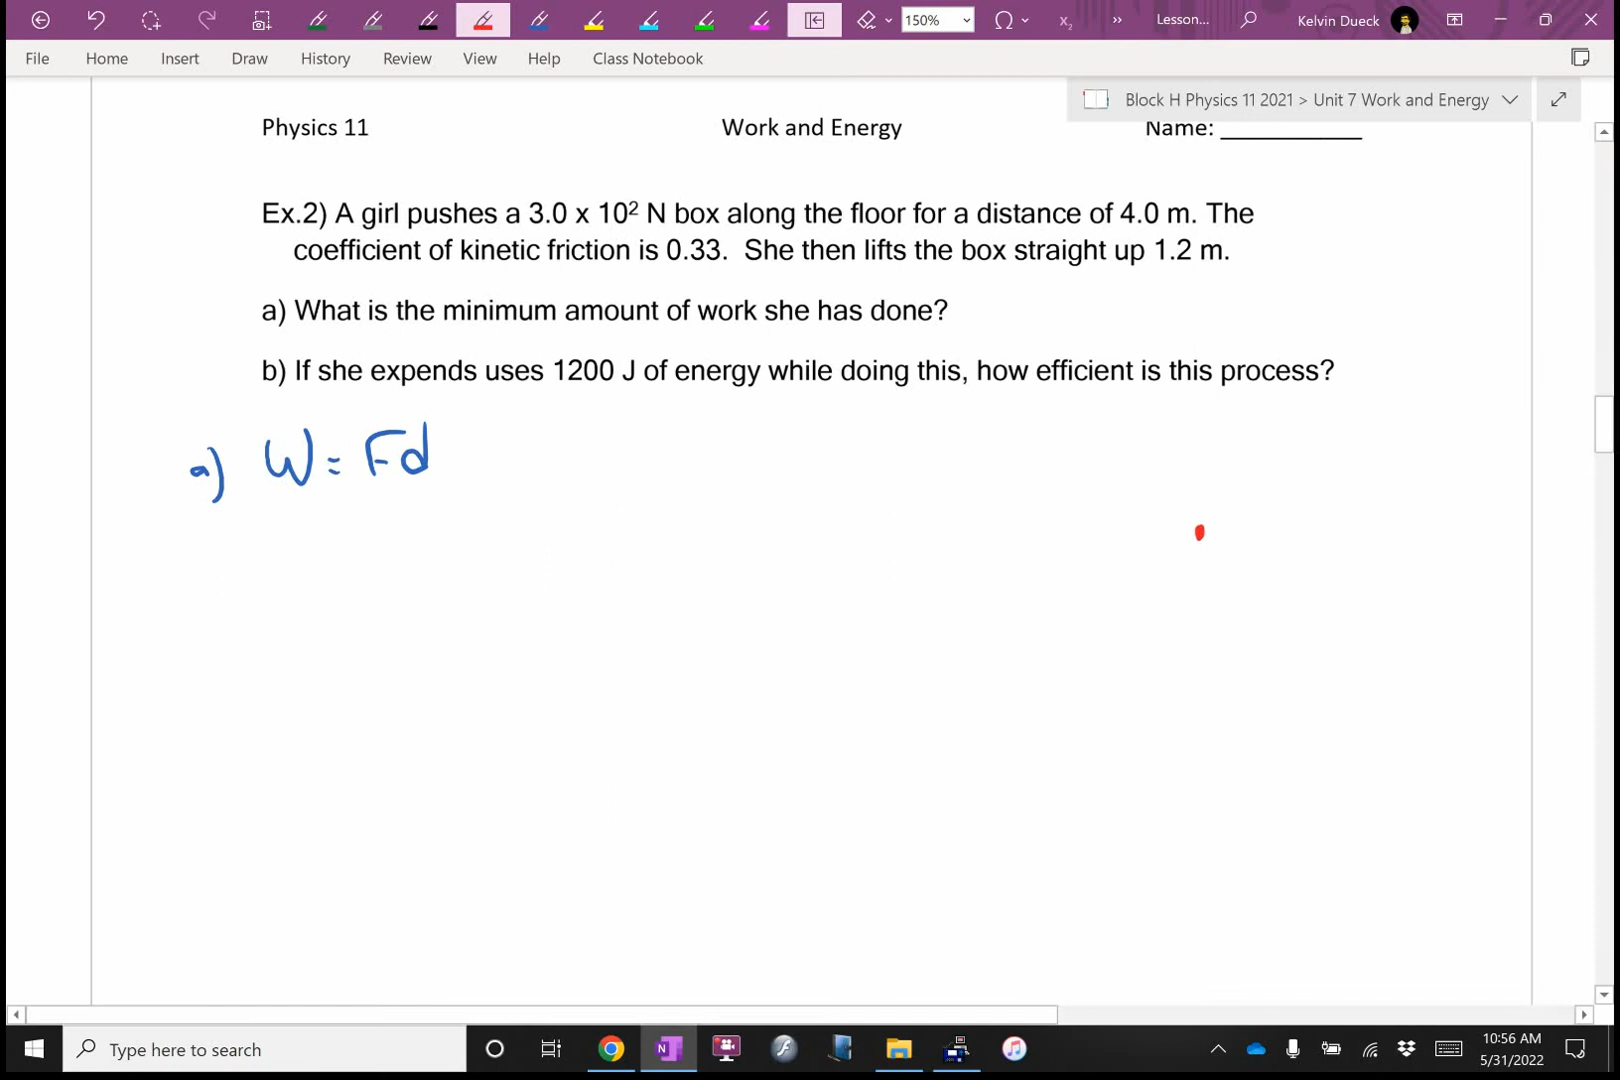 150%
Ω
x₂
››
Lesson...
Kelvin Dueck
File Home Insert Draw History Review View Help Class Notebook
Block H Physics 11 2021 > Unit 7 Work and Energy
Physics 11 Work and Energy Name: ___________
Ex.2) A girl pushes a 3.0 x 10² N box along the floor for a distance of 4.0 m. The
coefficient of kinetic friction is 0.33. She then lifts the box straight up 1.2 m.
a) What is the minimum amount of work she has done?
b) If she expends uses 1200 J of energy while doing this, how efficient is this process?
a) W = Fd
Type here to search
N
10:56 AM
5/31/2022